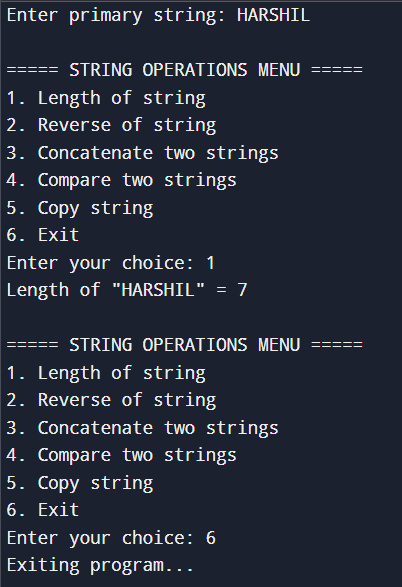 Enter primary string: HARSHIL
===== STRING OPERATIONS MENU =====
1. Length of string
2. Reverse of string
3. Concatenate two strings
4. Compare two strings
5. Copy string
6. Exit
Enter your choice: 1
Length of "HARSHIL" = 7
===== STRING OPERATIONS MENU =====
1. Length of string
2. Reverse of string
3. Concatenate two strings
4. Compare two strings
5. Copy string
6. Exit
Enter your choice: 6
Exiting program...